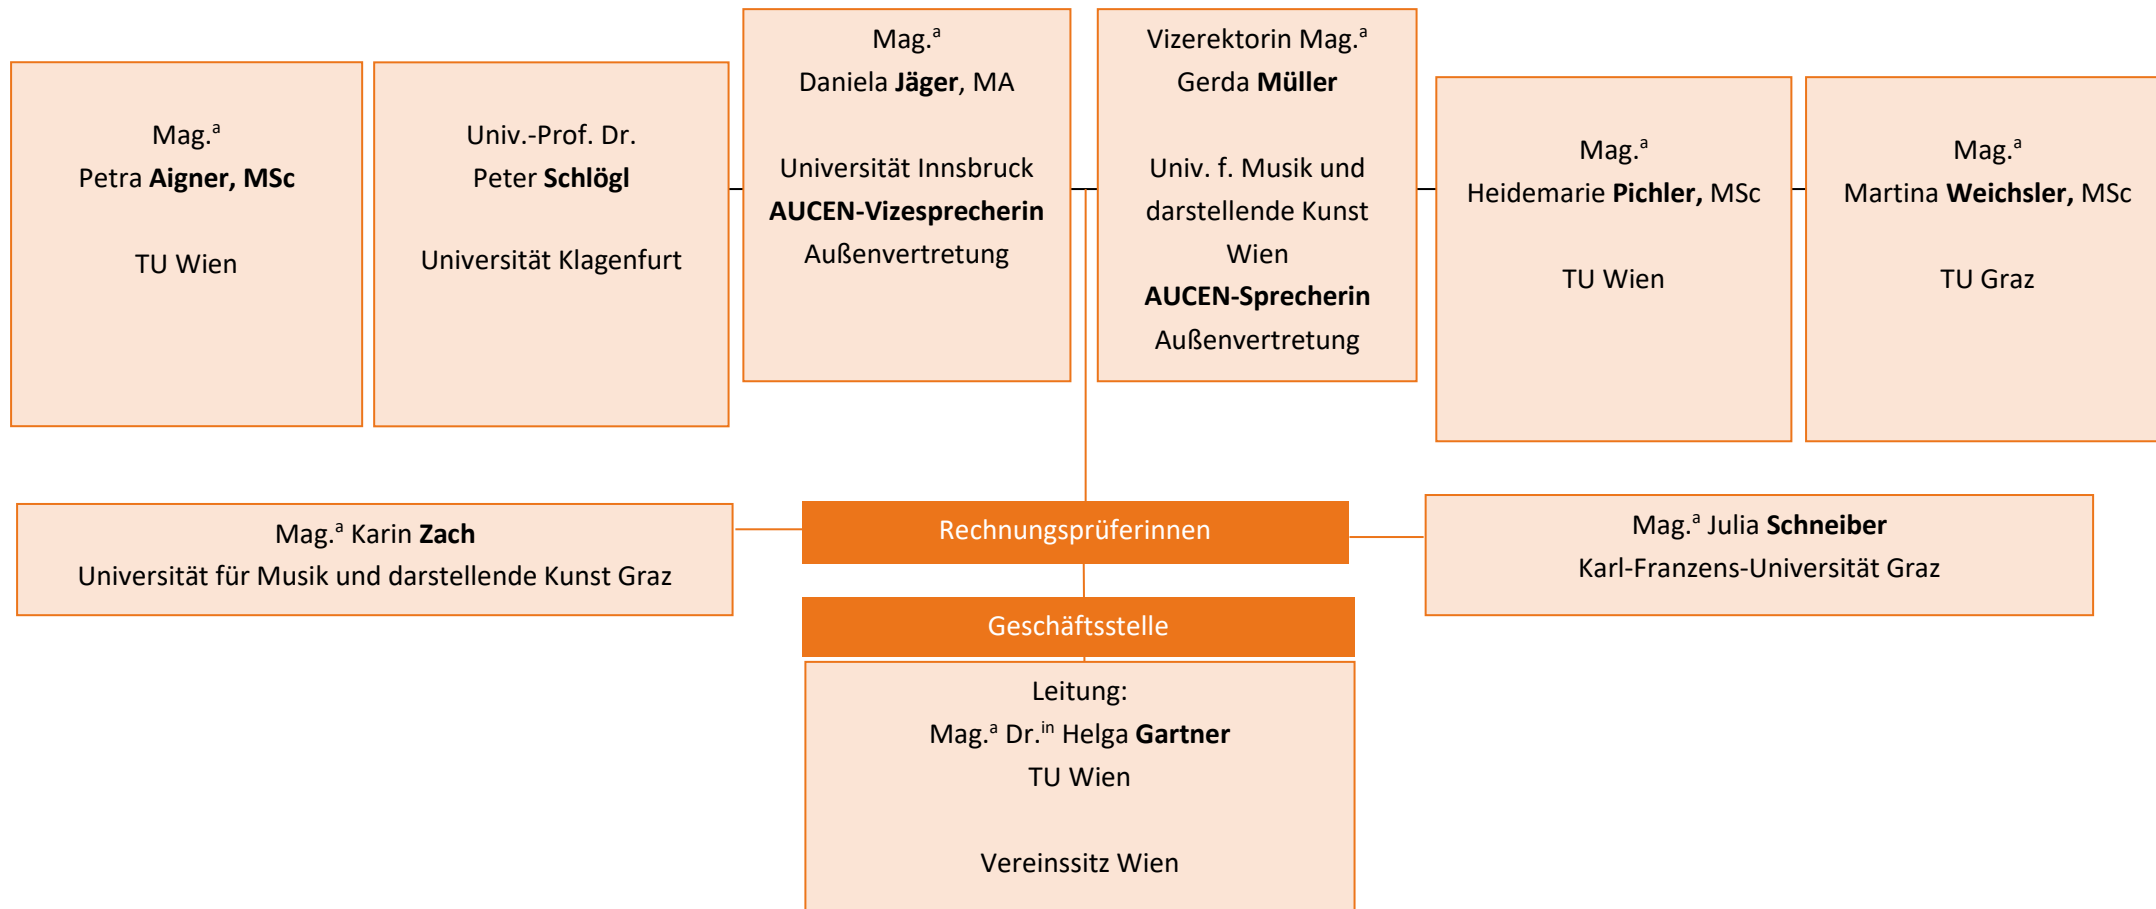 Mag.ᵃ
Petra Aigner, MSc
TU Wien
Univ.-Prof. Dr.
Peter Schlögl
Universität Klagenfurt
Mag.ᵃ
Daniela Jäger, MA
Universität Innsbruck
AUCEN-Vizesprecherin
Außenvertretung
Vizerektorin Mag.ᵃ
Gerda Müller
Univ. f. Musik und
darstellende Kunst
Wien
AUCEN-Sprecherin
Außenvertretung
Mag.ᵃ
Heidemarie Pichler, MSc
TU Wien
Mag.ᵃ
Martina Weichsler, MSc
TU Graz
Mag.ᵃ Karin Zach
Universität für Musik und darstellende Kunst Graz
Rechnungsprüferinnen
Mag.ᵃ Julia Schneiber
Karl-Franzens-Universität Graz
Geschäftsstelle
Leitung:
Mag.ᵃ Dr.ⁱⁿ Helga Gartner
TU Wien
Vereinssitz Wien